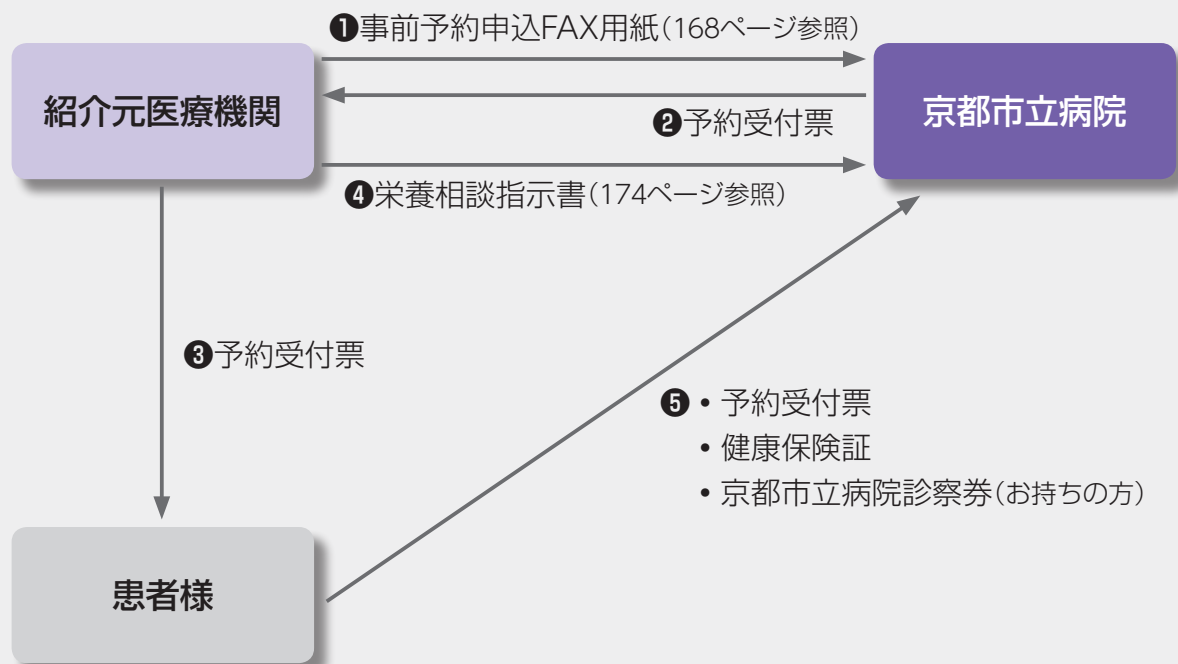 ❶事前予約申込FAX用紙(168ページ参照)
紹介元医療機関
京都市立病院
❷予約受付票
❹栄養相談指示書(174ページ参照)
❸予約受付票
❺・予約受付票
・健康保険証
・京都市立病院診察券(お持ちの方)
患者様